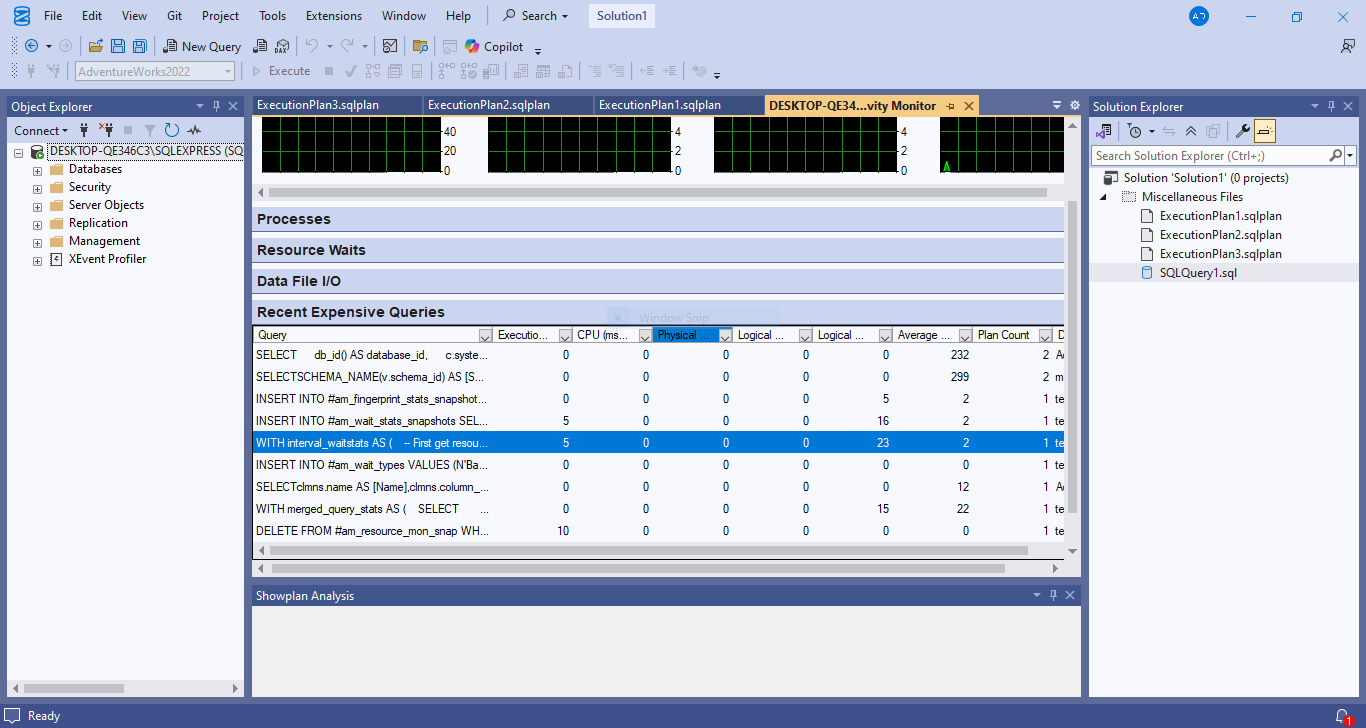 File Edit View Git Project Tools Extensions Window Help Search Solution1 AD
New Query DAX Copilot
AdventureWorks2022 Execute
Object Explorer
Connect
DESKTOP-QE346C3\SQLEXPRESS (SQ
Databases
Security
Server Objects
Replication
Management
XEvent Profiler
ExecutionPlan3.sqlplan ExecutionPlan2.sqlplan ExecutionPlan1.sqlplan DESKTOP-QE34...vity Monitor
40 4 4
20 2 2
0 0 0
Processes
Resource Waits
Data File I/O
Recent Expensive Queries
Window Snip
Query Executio... CPU (ms... Physical ... Logical ... Logical ... Average ... Plan Count D
SELECT db_id() AS database_id, c.syste... 0 0 0 0 0 232 2 A
SELECTSCHEMA_NAME(v.schema_id) AS [S... 0 0 0 0 0 299 2 m
INSERT INTO #am_fingerprint_stats_snapshot... 0 0 0 0 5 2 1 te
INSERT INTO #am_wait_stats_snapshots SEL... 5 0 0 0 16 2 1 te
WITH interval_waitstats AS ( -- First get resou... 5 0 0 0 23 2 1 te
INSERT INTO #am_wait_types VALUES (N'Ba... 0 0 0 0 0 0 1 te
SELECTclmns.name AS [Name],clmns.column_... 0 0 0 0 0 12 1 A
WITH merged_query_stats AS ( SELECT ... 0 0 0 0 15 22 1 te
DELETE FROM #am_resource_mon_snap WH... 10 0 0 0 0 0 1 te
Showplan Analysis
Solution Explorer
Search Solution Explorer (Ctrl+;)
Solution 'Solution1' (0 projects)
Miscellaneous Files
ExecutionPlan1.sqlplan
ExecutionPlan2.sqlplan
ExecutionPlan3.sqlplan
SQLQuery1.sql
Ready 1